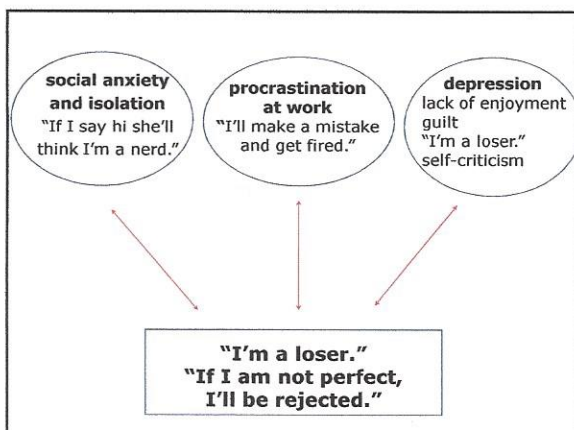 social anxiety
and isolation
"If I say hi she'll
think I'm a nerd."
procrastination
at work
"I'll make a mistake
and get fired."
depression
lack of enjoyment
guilt
"I'm a loser."
self-criticism
"I'm a loser."
"If I am not perfect,
I'll be rejected."